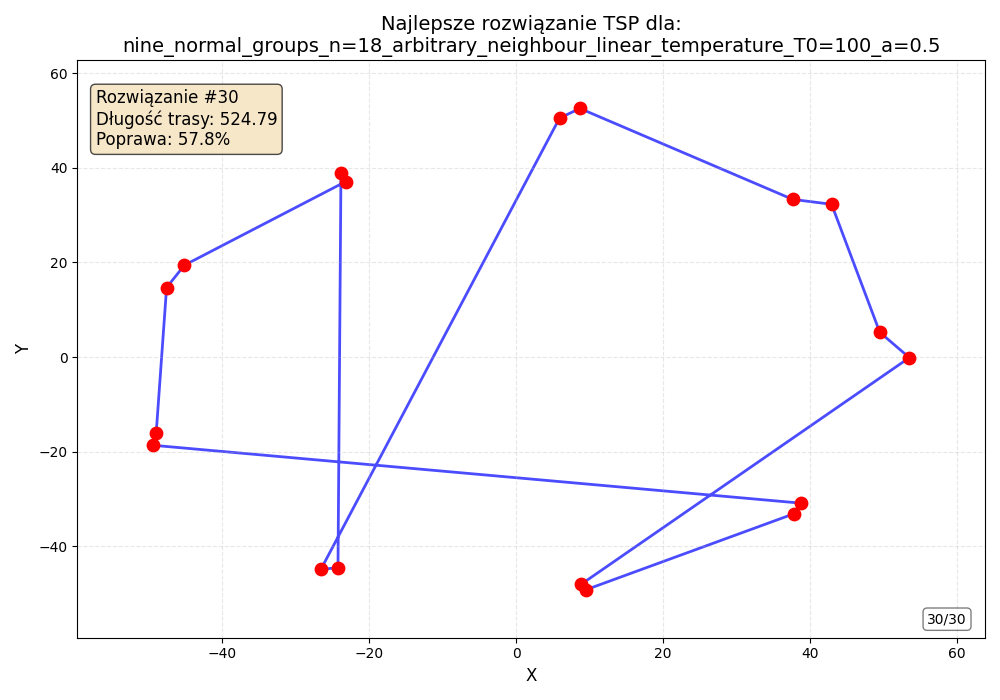 Najlepsze rozwiązanie TSP dla:
nine_normal_groups_n=18_arbitrary_neighbour_linear_temperature_T0=100_a=0.5
Rozwiązanie #30
Długość trasy: 524.79
Poprawa: 57.8%
60
40
20
0
−20
−40
Y
30/30
−40
−20
0
20
40
60
X